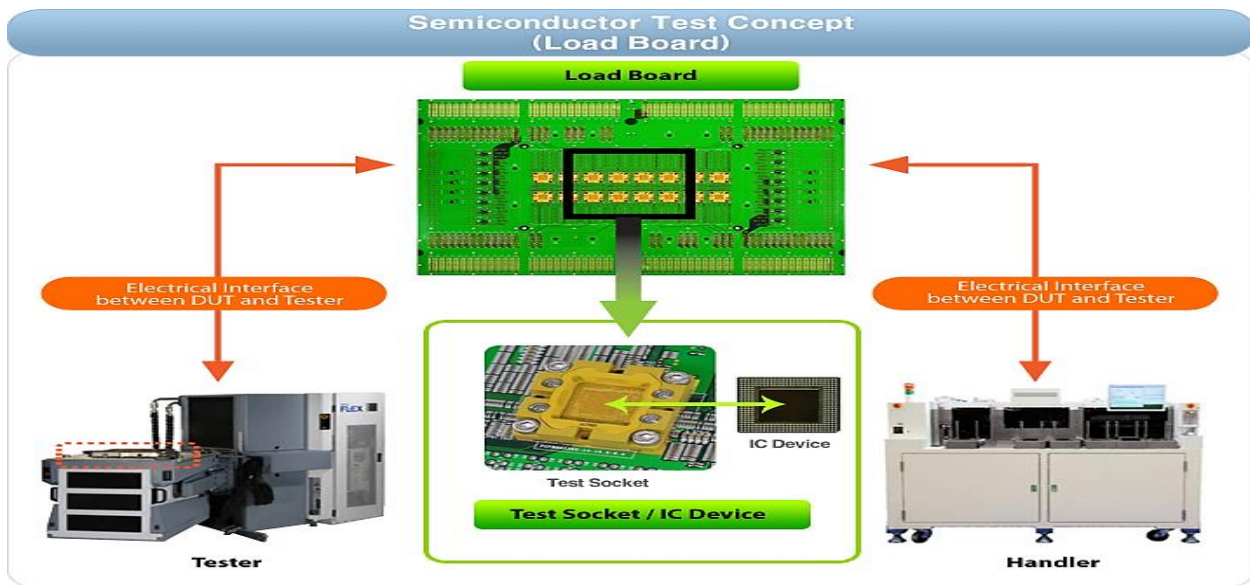 Semiconductor Test Concept
(Load Board)
Load Board
Electrical Interface
between DUT and Tester
Electrical Interface
between DUT and Tester
FLEX
IC Device
Test Socket
Test Socket / IC Device
Tester
Handler